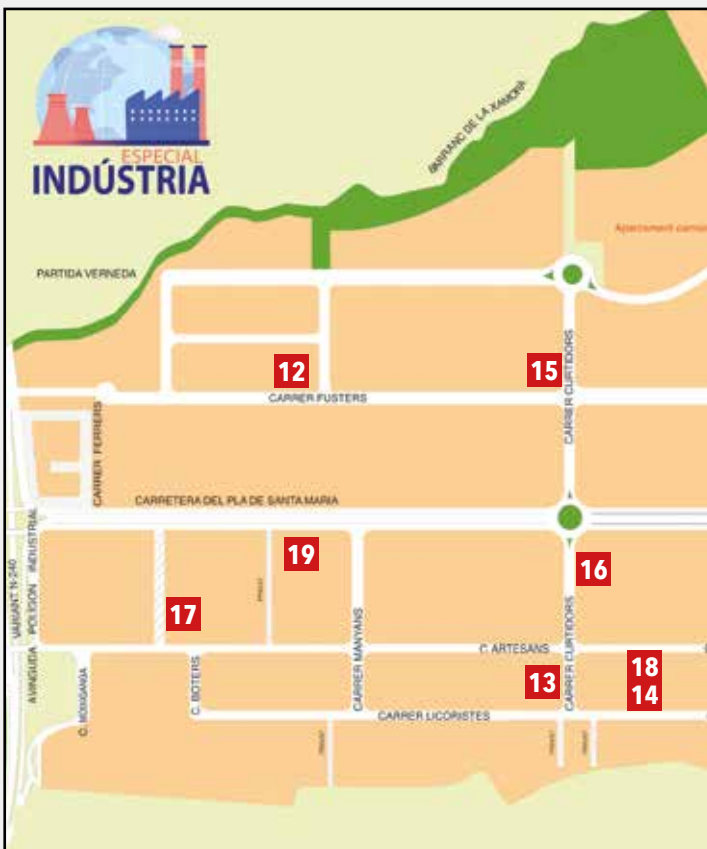 ESPECIAL
INDÚSTRIA
BARRANC DE LA XAMORA
PARTIDA VERNEDA
12
15
CARRER FUSTERS
CARRER CURTIDORS
CARRER FERRERS
CARRETERA DEL PLA DE SANTA MARIA
VARIANT N-240
AVINGUDA POLÍGON INDUSTRIAL
19
16
17
CARRER MANYANS
C. ARTESANS
CARRER CURTIDORS
13
18
14
C. BOTERS
CARRER LICORISTES